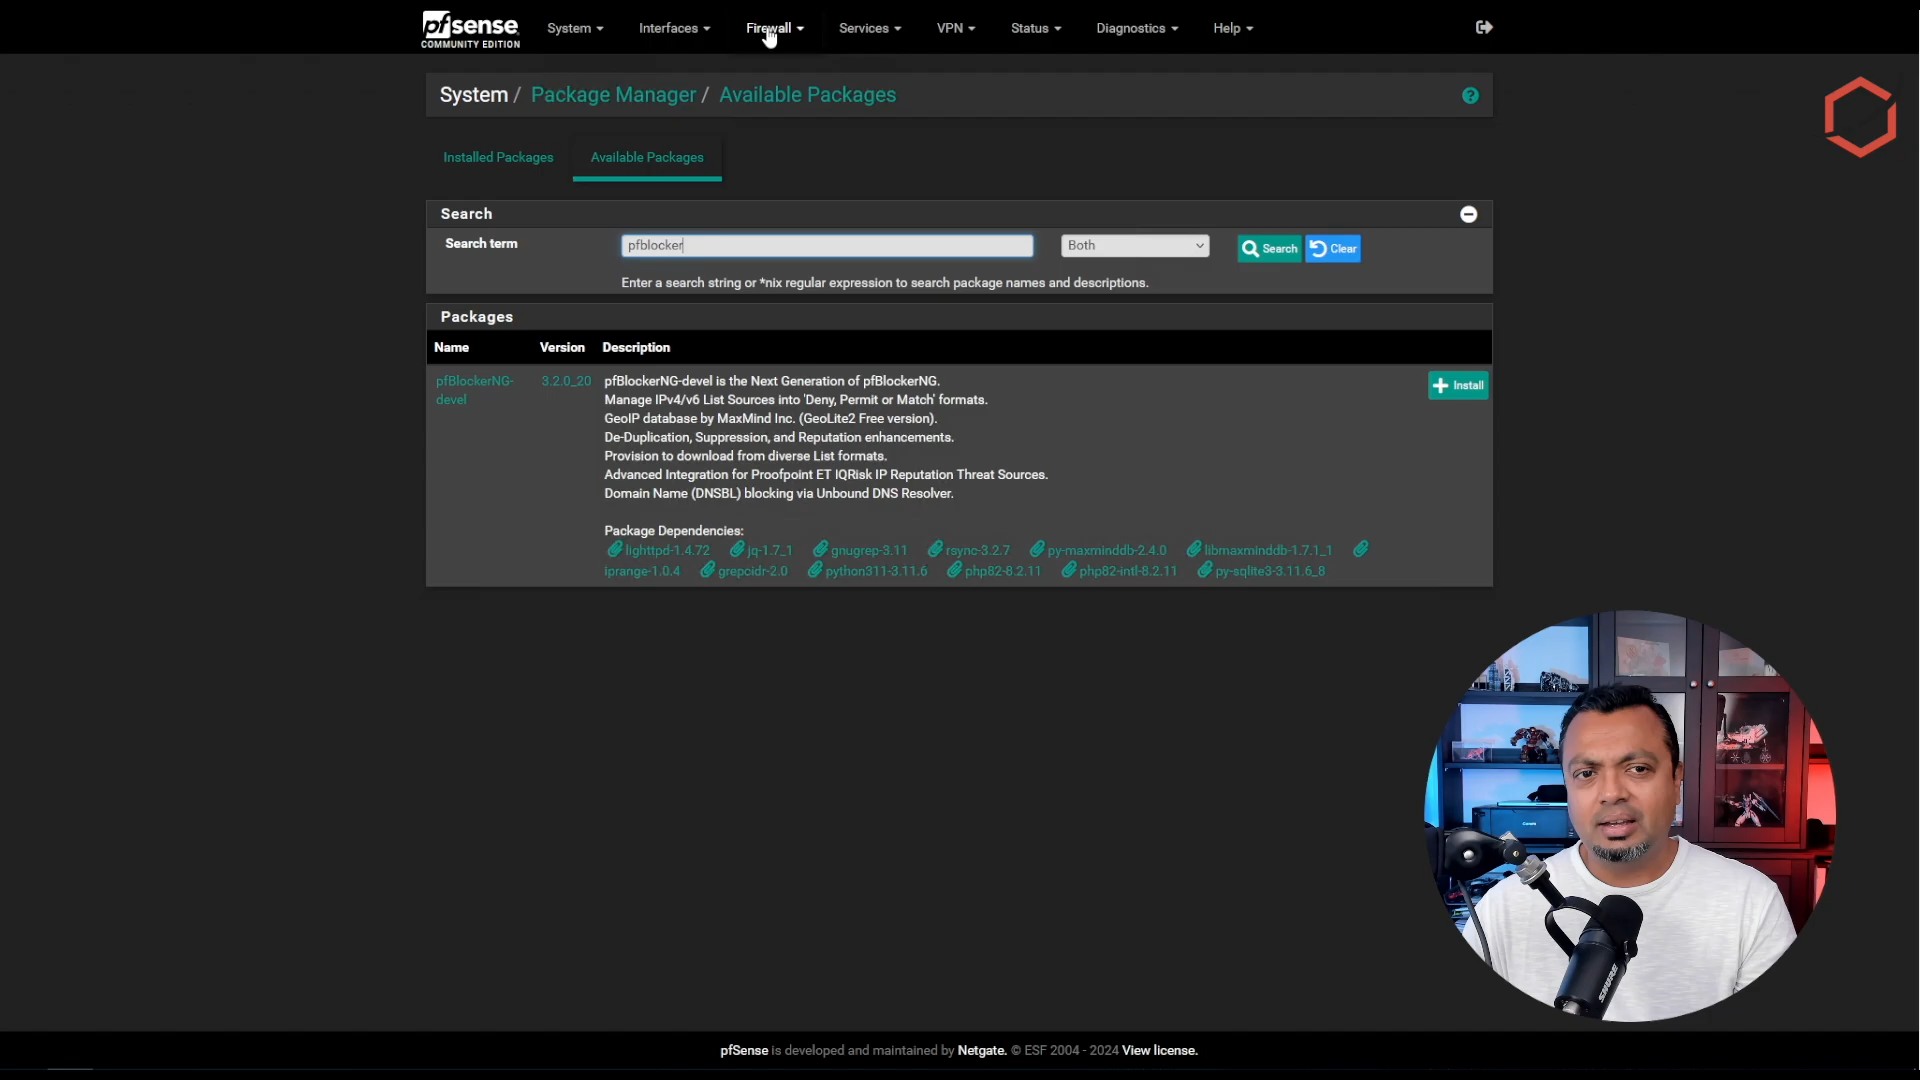 pfsense
COMMUNITY EDITION
System Interfaces Firewall Services VPN Status Diagnostics Help
System / Package Manager / Available Packages
Installed Packages Available Packages
Search
Search term pfblocker Both Search Clear
Enter a search string or *nix regular expression to search package names and descriptions.
Packages
Name Version Description
pfBlockerNG-devel 3.2.0_20 pfBlockerNG-devel is the Next Generation of pfBlockerNG. Install
Manage IPv4/v6 List Sources into 'Deny, Permit or Match' formats.
GeoIP database by MaxMind Inc. (GeoLite2 Free version).
De-Duplication, Suppression, and Reputation enhancements.
Provision to download from diverse List formats.
Advanced Integration for Proofpoint ET IQRisk IP Reputation Threat Sources.
Domain Name (DNSBL) blocking via Unbound DNS Resolver.
Package Dependencies:
lighttpd-1.4.72 jq-1.7_1 gnugrep-3.11 rsync-3.2.7 py-maxminddb-2.4.0 libmaxminddb-1.7.1_1
iprange-1.0.4 grepcidr-2.0 python311-3.11.6 php82-8.2.11 php82-intl-8.2.11 py-sqlite3-3.11.6_8
Canon
SHURE
pfSense is developed and maintained by Netgate. © ESF 2004 - 2024 View license.